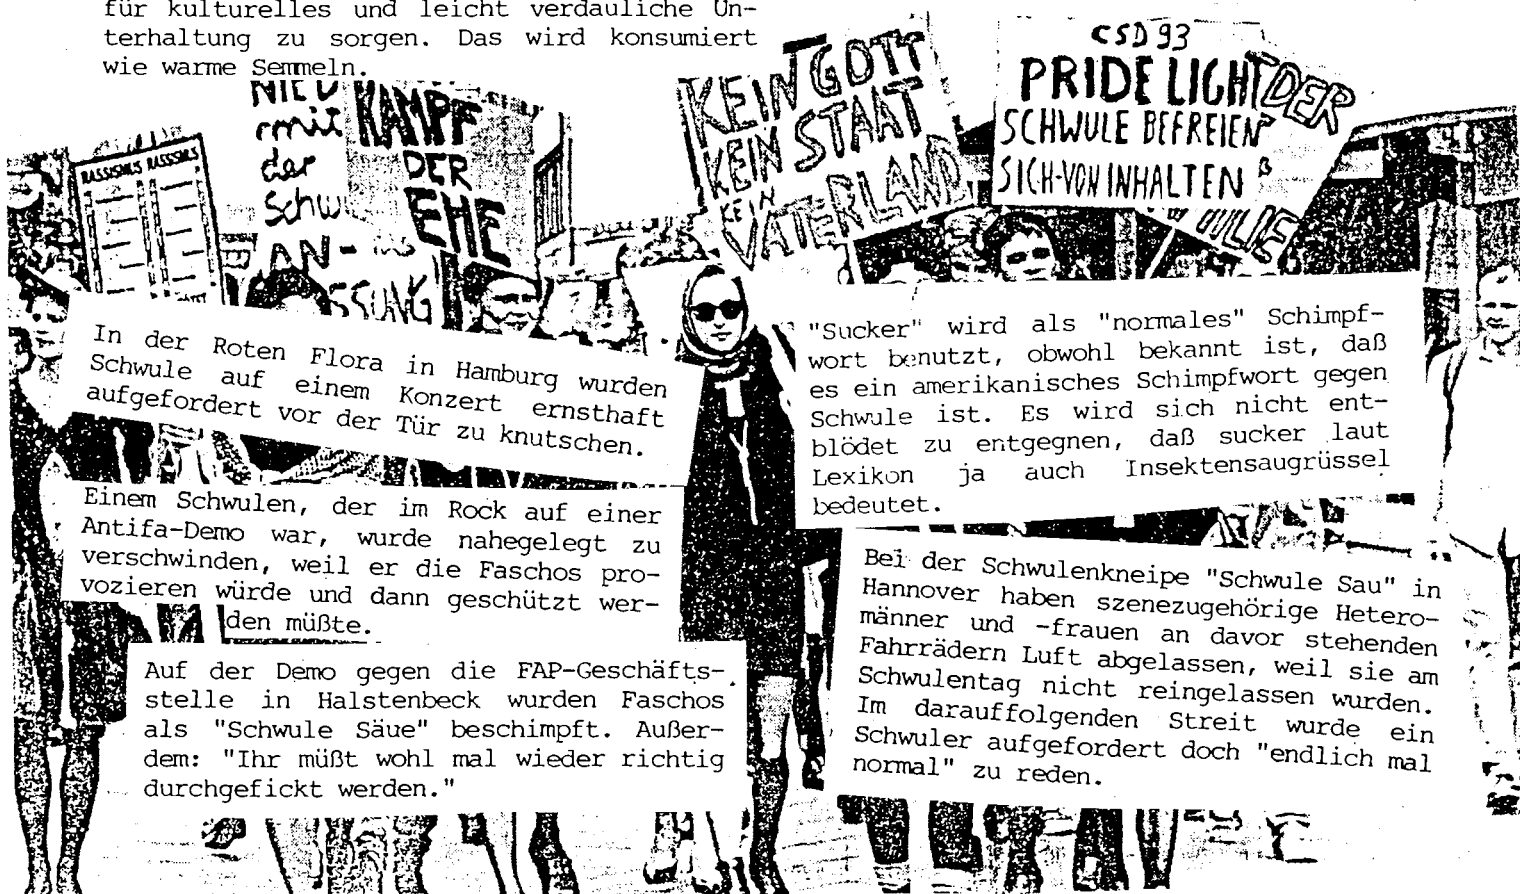 für kulturelles und leicht verdauliche Un-
terhaltung zu sorgen. Das wird konsumiert
wie warme Semmeln.
NIED
mit
der
Schwu
AN-
SSUNG
KAMPF
DER
EHE
RASSISMUS RASSISMUS
KEIN GOTT
KEIN STAAT
KEIN
VATERLAND
CSD 93
PRIDE LIGHT
SCHWULE BEFREIEN
SICH VON INHALTEN
DER
MILIE
In der Roten Flora in Hamburg wurden
Schwule auf einem Konzert ernsthaft
aufgefordert vor der Tür zu knutschen.
Einem Schwulen, der im Rock auf einer
Antifa-Demo war, wurde nahegelegt zu
verschwinden, weil er die Faschos pro-
vozieren würde und dann geschützt wer-
den müßte.
Auf der Demo gegen die FAP-Geschäfts-
stelle in Halstenbeck wurden Faschos
als "Schwule Säue" beschimpft. Außer-
dem: "Ihr müßt wohl mal wieder richtig
durchgefickt werden."
"Sucker" wird als "normales" Schimpf-
wort benutzt, obwohl bekannt ist, daß
es ein amerikanisches Schimpfwort gegen
Schwule ist. Es wird sich nicht ent-
blödet zu entgegnen, daß sucker laut
Lexikon ja auch Insektensaugrüssel
bedeutet.
Bei der Schwulenkneipe "Schwule Sau" in
Hannover haben szenezugehörige Hetero-
männer und -frauen an davor stehenden
Fahrrädern Luft abgelassen, weil sie am
Schwulentag nicht reingelassen wurden.
Im darauffolgenden Streit wurde ein
Schwuler aufgefordert doch "endlich mal
normal" zu reden.